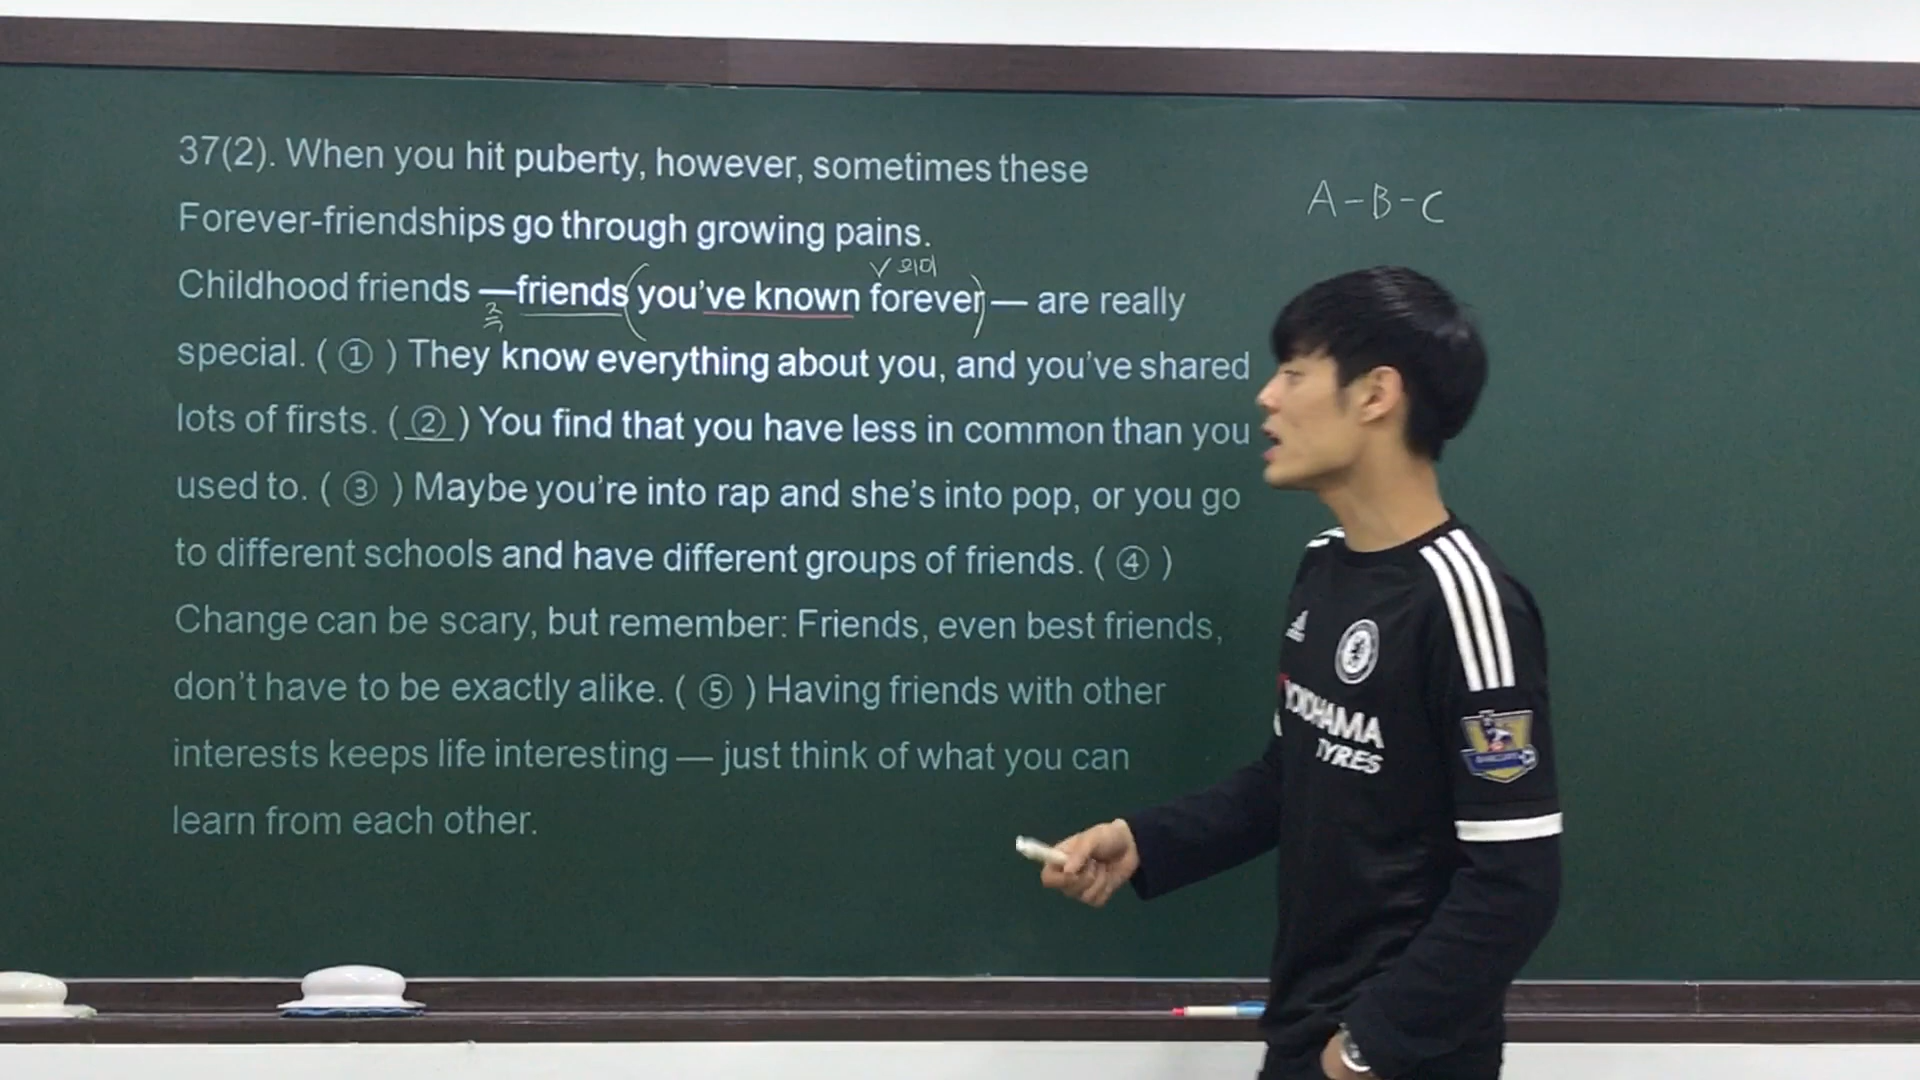 37(2). When you hit puberty, however, sometimes these
Forever-friendships go through growing pains.
A-B-C
외미
Childhood friends —friends(you've known forever)— are really
즉
special. ( ① ) They know everything about you, and you've shared
lots of firsts. ( ② ) You find that you have less in common than you
used to. ( ③ ) Maybe you're into rap and she's into pop, or you go
to different schools and have different groups of friends. ( ④ )
Change can be scary, but remember: Friends, even best friends,
don't have to be exactly alike. ( ⑤ ) Having friends with other
interests keeps life interesting — just think of what you can
learn from each other.
adidas
YOKOHAMA
TYRES